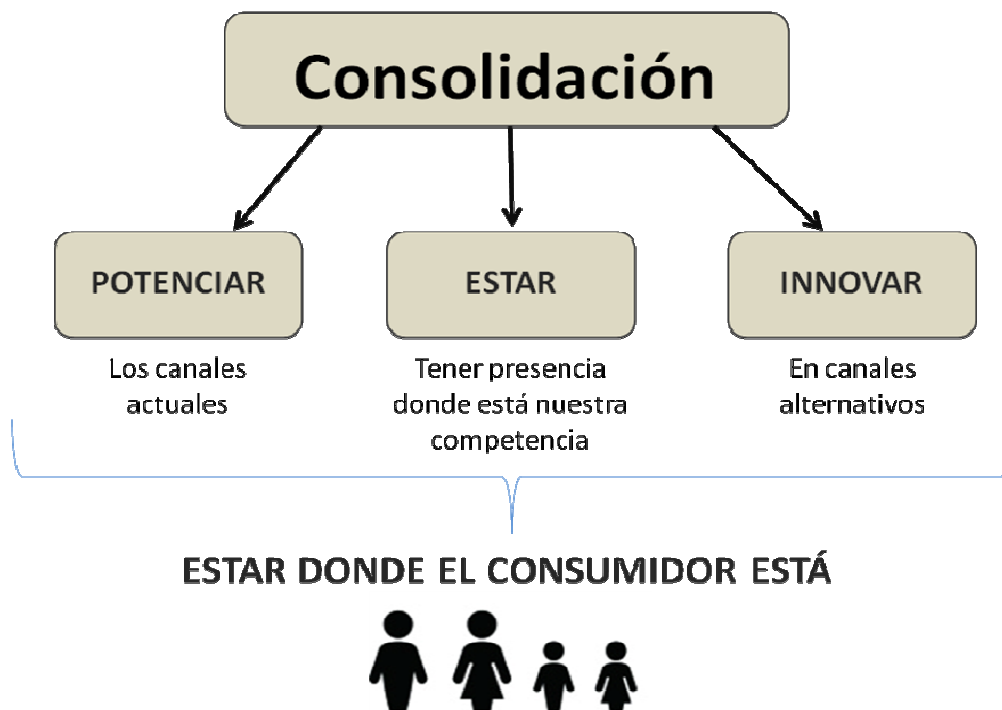 Consolidación
POTENCIAR
Los canales
actuales
ESTAR
Tener presencia
donde está nuestra
competencia
INNOVAR
En canales
alternativos
ESTAR DONDE EL CONSUMIDOR ESTÁ